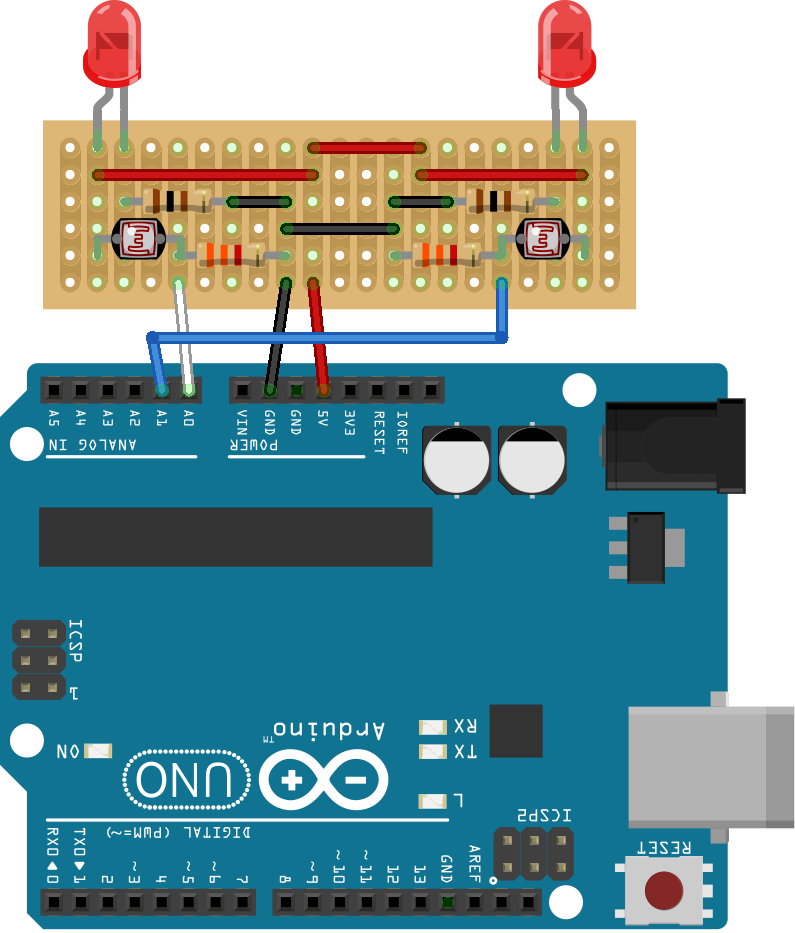 A5
A4
A3
A2
A1
A0
VIN
GND
GND
5V
3V3
RESET
IOREF
ANALOG IN
POWER
ICSP
1
Arduino
TM
RX
TX
ON
UNO
L
DIGITAL (PWM=~)
ICSP2
RX0
TX0
AREF
GND
RESET
0
1
2
~3
4
~5
~6
7
8
~9
~10
~11
12
13